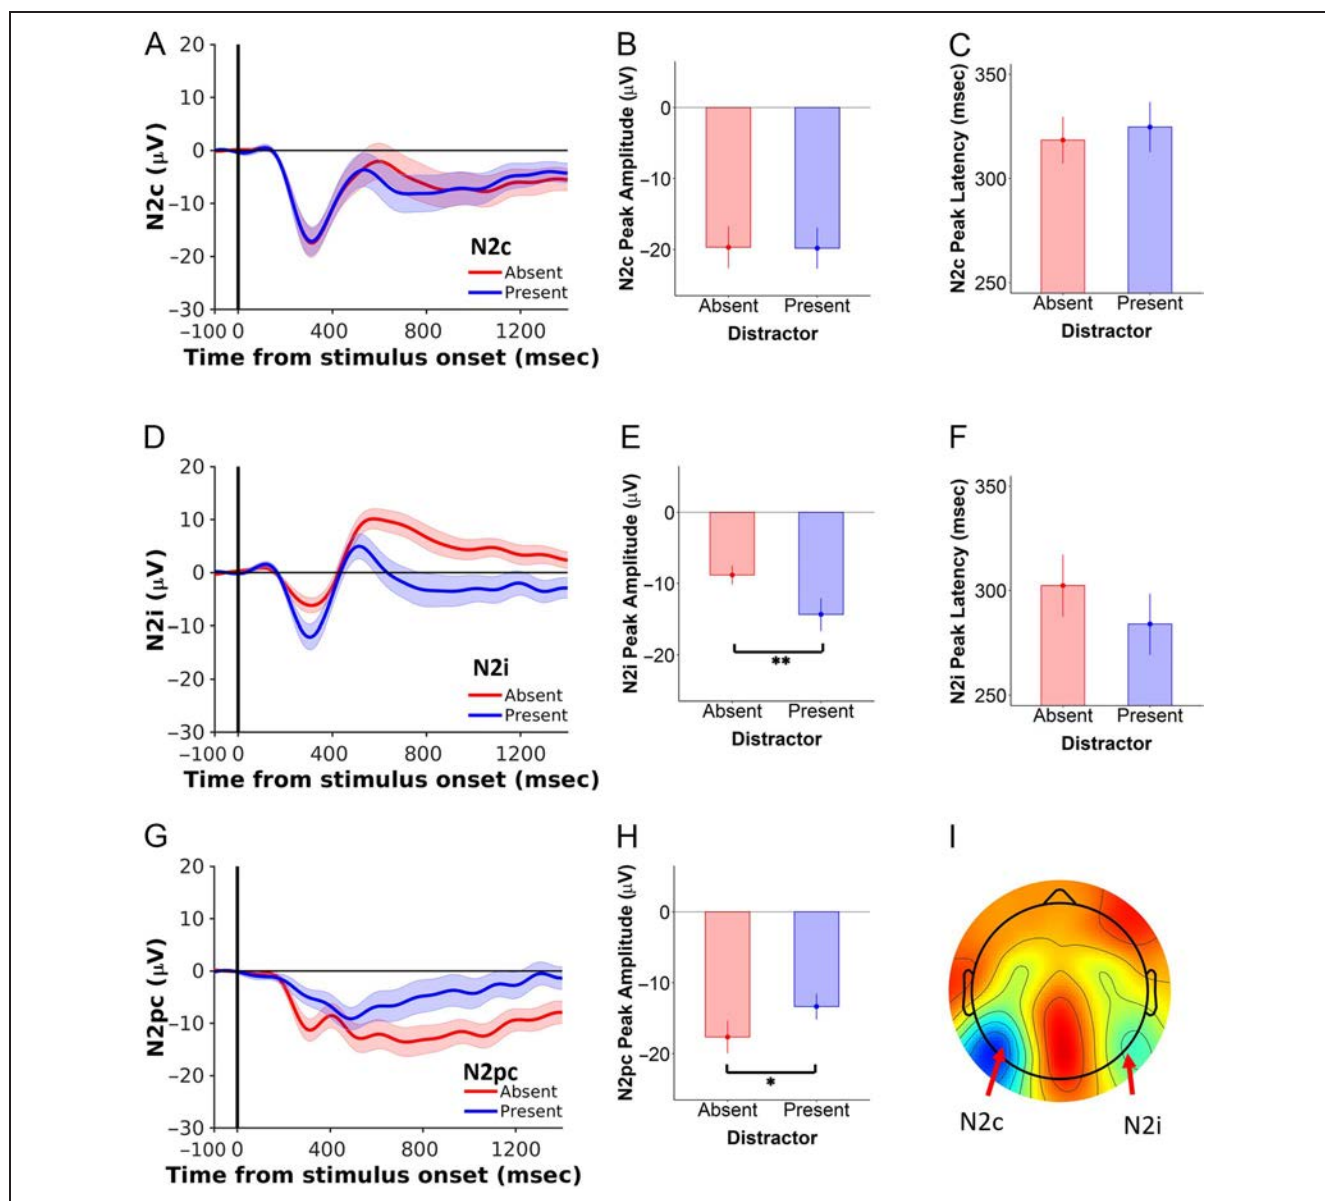 A
20
10
0
−10
−20
−30
N2c (μV)
N2c
Absent
Present
−100 0 400 800 1200
Time from stimulus onset (msec)
B
N2c Peak Amplitude (μV)
0
−10
−20
Absent Present
Distractor
C
N2c Peak Latency (msec)
350
300
250
Absent Present
Distractor
D
20
10
0
−10
−20
−30
N2i (μV)
N2i
Absent
Present
−100 0 400 800 1200
Time from stimulus onset (msec)
E
N2i Peak Amplitude (μV)
0
−10
−20
**
Absent Present
Distractor
F
N2i Peak Latency (msec)
350
300
250
Absent Present
Distractor
G
20
10
0
−10
−20
−30
N2pc (μV)
N2pc
Absent
Present
−100 0 400 800 1200
Time from stimulus onset (msec)
H
N2pc Peak Amplitude (μV)
0
−10
−20
*
Absent Present
Distractor
I
N2c
N2i